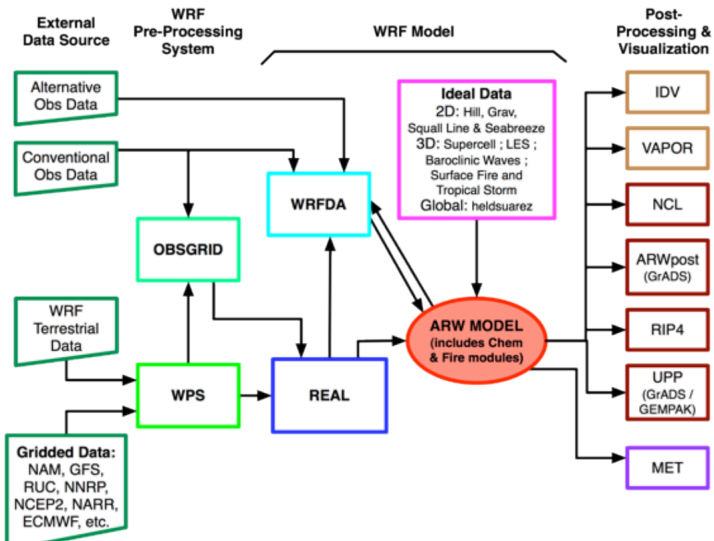 External
Data Source
WRF
Pre-Processing
System
WRF Model
Post-
Processing &
Visualization
Alternative
Obs Data
Conventional
Obs Data
WRF
Terrestrial
Data
Gridded Data:
NAM, GFS,
RUC, NNRP,
NCEP2, NARR,
ECMWF, etc.
OBSGRID
WPS
WRFDA
REAL
Ideal Data
2D: Hill, Grav,
Squall Line & Seabreeze
3D: Supercell ; LES ;
Baroclinic Waves ;
Surface Fire and
Tropical Storm
Global: heldsuarez
ARW MODEL
(includes Chem
& Fire modules)
IDV
VAPOR
NCL
ARWpost
(GrADS)
RIP4
UPP
(GrADS /
GEMPAK)
MET